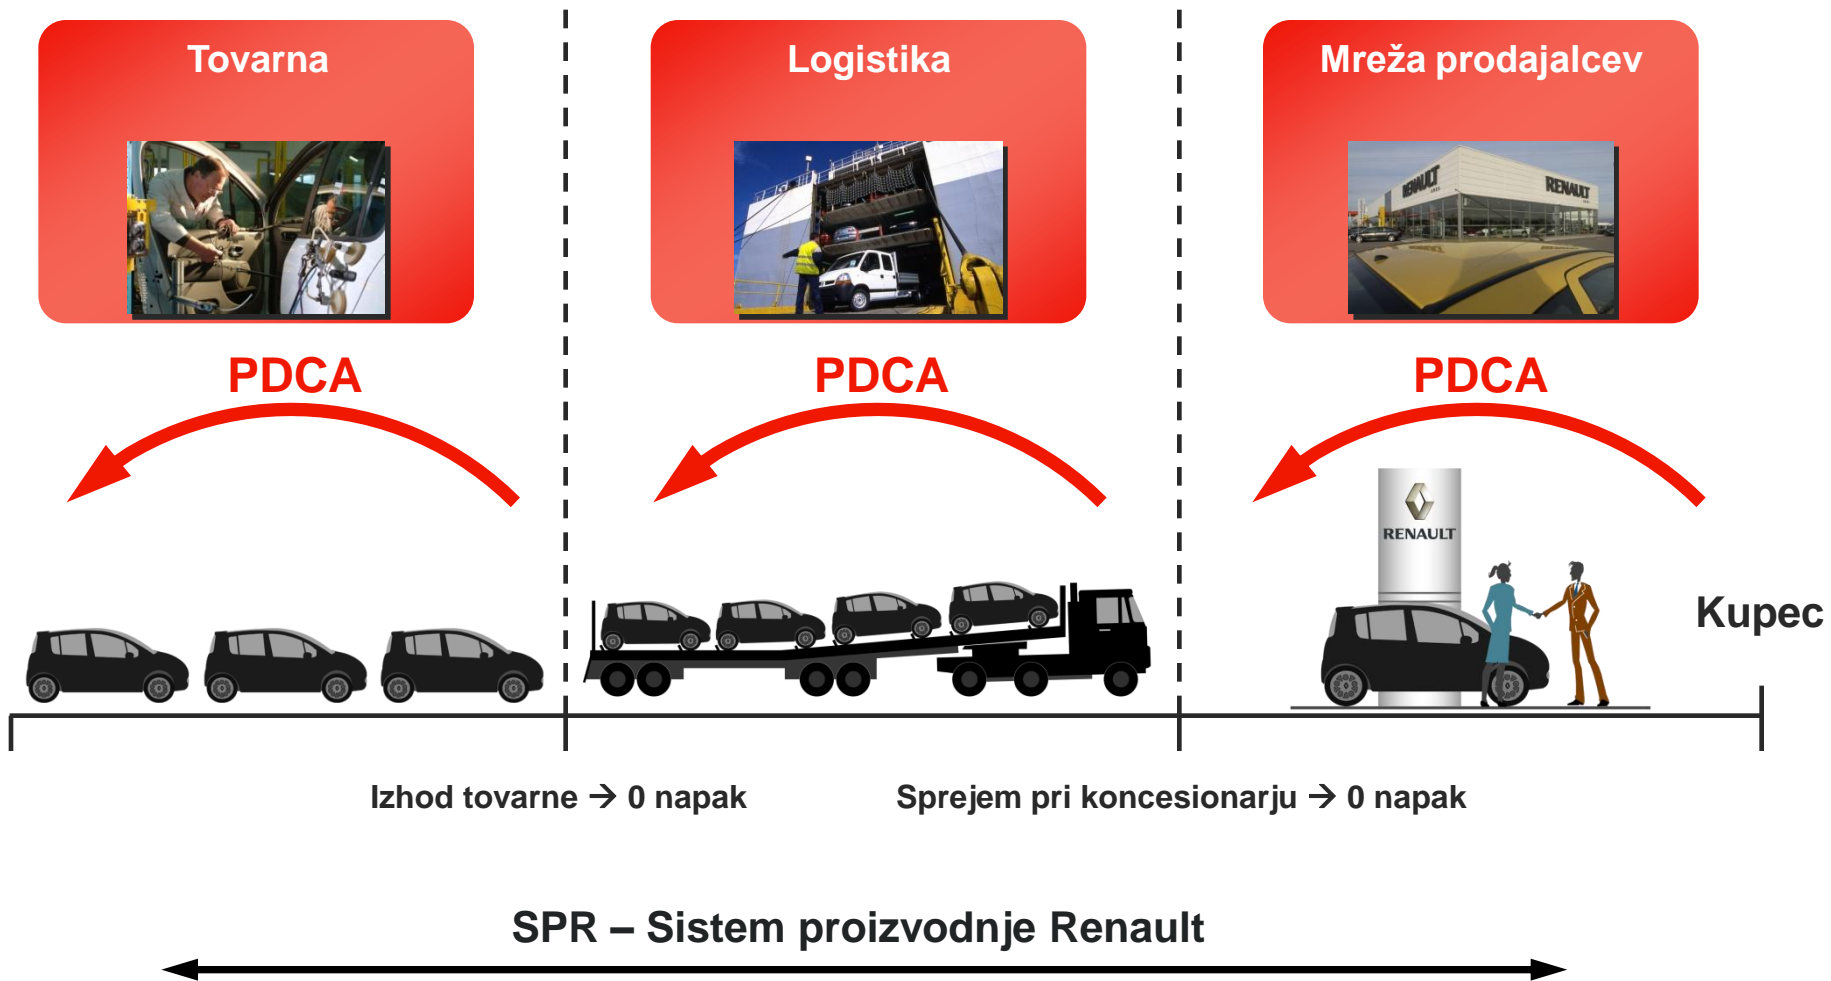 Tovarna
Logistika
Mreža prodajalcev
RENAULT
RENAULT
PDCA
PDCA
PDCA
RENAULT
Kupec
Izhod tovarne → 0 napak
Sprejem pri koncesionarju → 0 napak
SPR – Sistem proizvodnje Renault